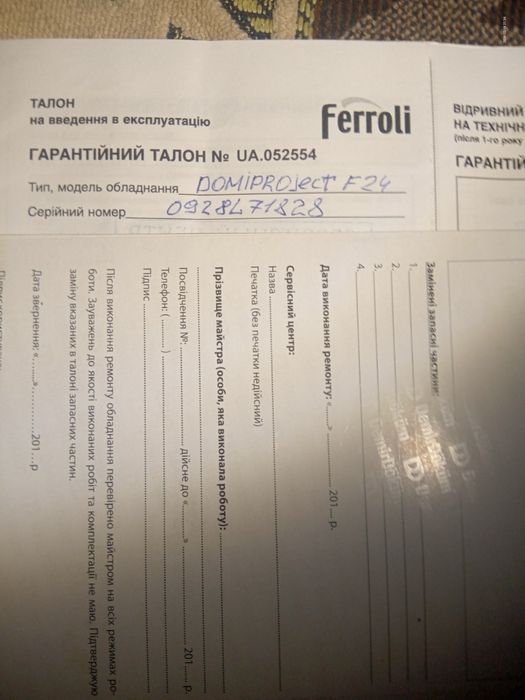 ТАЛОН
на введення в експлуатацію
Ferroli
ГАРАНТІЙНИЙ ТАЛОН № UA.052554
Тип, модель обладнання DOMIPROJECT F24
Серійний номер 0928L71828
ВІДРИВНИЙ
НА ТЕХНІЧН
(після 1-го року
ГАРАНТІЙ
Замінені запасні частини:
1.
2.
3.
4.
Дата виконання ремонту: «......» .................. 201.... р.
Сервісний центр:
Назва
Печатка (без печатки недійсний)
Прізвище майстра (особи, яка виконала роботу):
Посвідчення №: .................. дійсне до «..........» .................. 201..... р.
Телефон: ( .......... )
Підпис
Після виконання ремонту обладнання перевірено майстром на всіх режимах ро-
боти. Зауважень до якості виконаних робіт та комплектації не маю. Підтверджую
заміну вказаних в талоні запасних частин.
Дата звернення: «........».............201....р